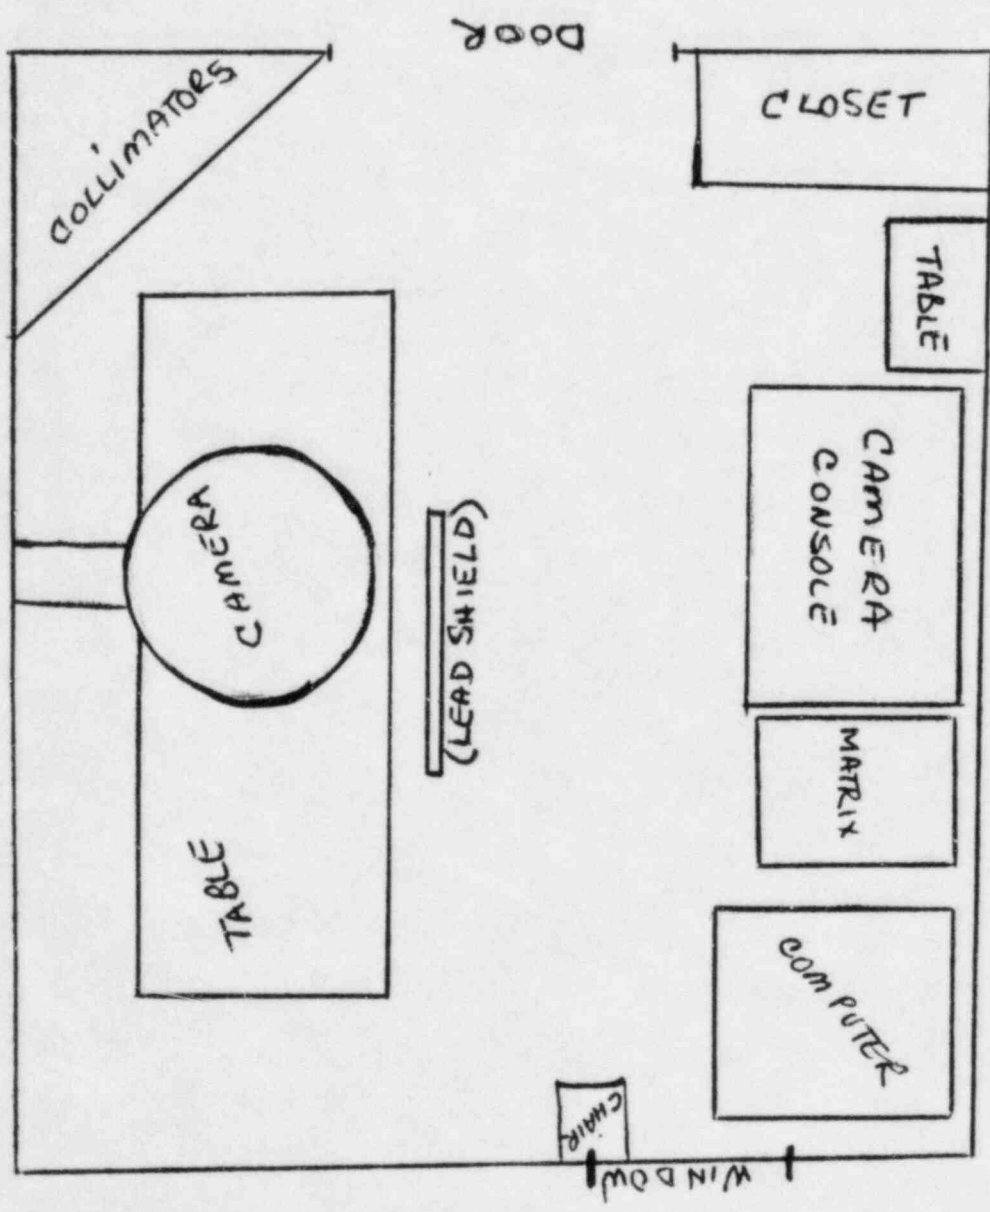 DOOR
COLLIMATORS
CLOSET
TABLE
CAMERA
CONSOLE
CAMERA
(LEAD SHIELD)
MATRIX
TABLE
COMPUTER
CHAIR
WINDOW